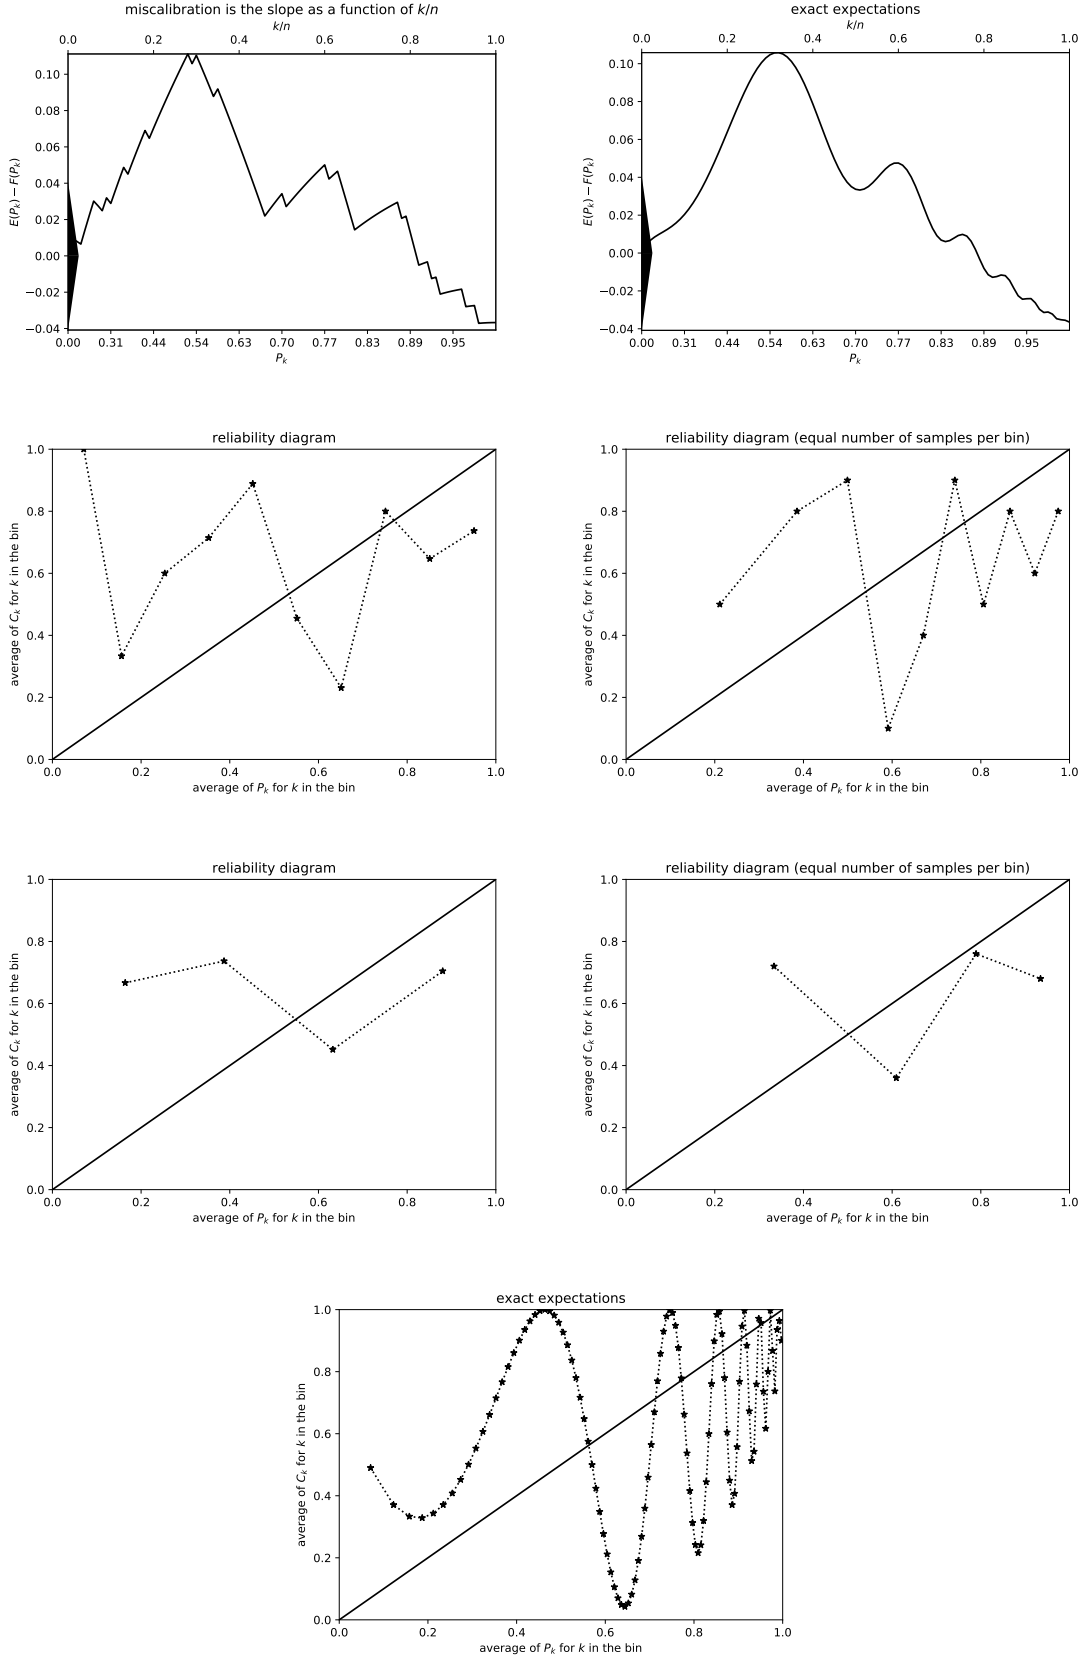 miscalibration is the slope as a function of k/n
k/n
0.0 0.2 0.4 0.6 0.8 1.0
0.10
0.08
0.06
0.04
0.02
0.00
−0.02
−0.04
E(Pk) − F(Pk)
0.00 0.31 0.44 0.54 0.63 0.70 0.77 0.83 0.89 0.95
Pk
exact expectations
k/n
0.0 0.2 0.4 0.6 0.8 1.0
0.10
0.08
0.06
0.04
0.02
0.00
−0.02
−0.04
E(Pk) − F(Pk)
0.00 0.31 0.44 0.54 0.63 0.70 0.77 0.83 0.89 0.95
Pk
reliability diagram
1.0
0.8
0.6
0.4
0.2
0.0
average of Ck for k in the bin
0.0 0.2 0.4 0.6 0.8 1.0
average of Pk for k in the bin
reliability diagram (equal number of samples per bin)
1.0
0.8
0.6
0.4
0.2
0.0
average of Ck for k in the bin
0.0 0.2 0.4 0.6 0.8 1.0
average of Pk for k in the bin
reliability diagram
1.0
0.8
0.6
0.4
0.2
0.0
average of Ck for k in the bin
0.0 0.2 0.4 0.6 0.8 1.0
average of Pk for k in the bin
reliability diagram (equal number of samples per bin)
1.0
0.8
0.6
0.4
0.2
0.0
average of Ck for k in the bin
0.0 0.2 0.4 0.6 0.8 1.0
average of Pk for k in the bin
exact expectations
1.0
0.8
0.6
0.4
0.2
0.0
average of Ck for k in the bin
0.0 0.2 0.4 0.6 0.8 1.0
average of Pk for k in the bin